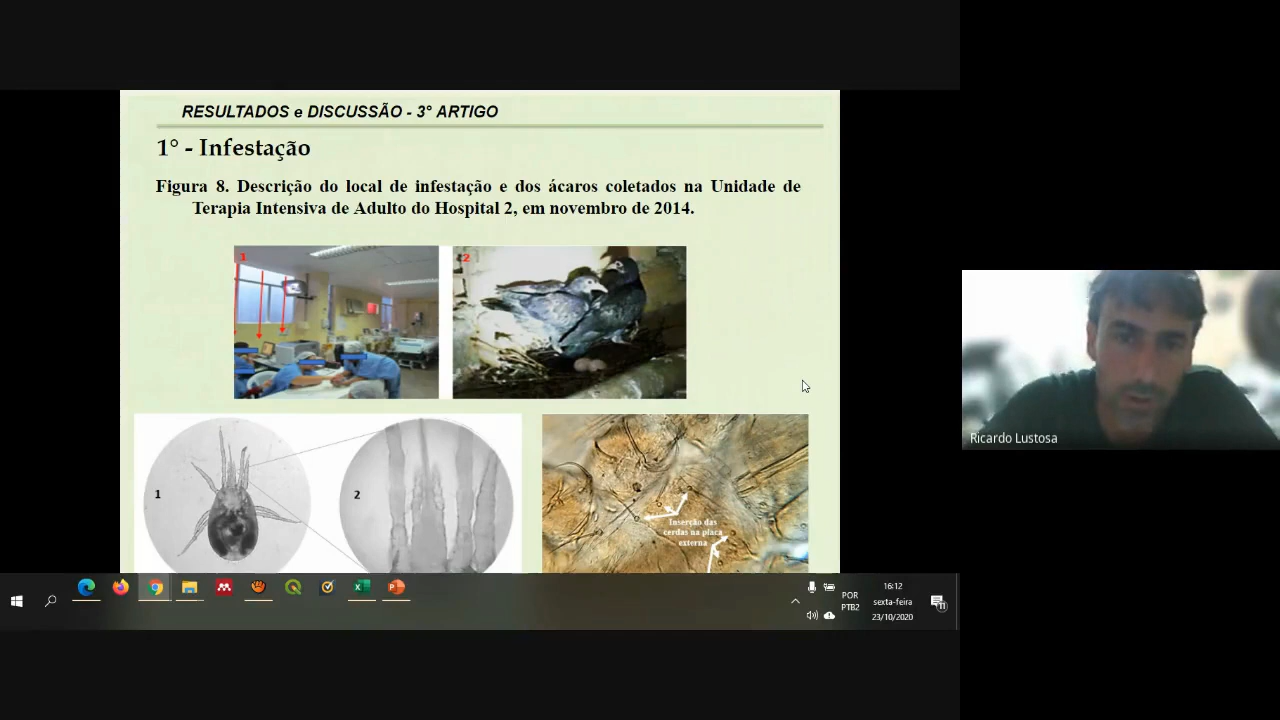 RESULTADOS e DISCUSSÃO - 3° ARTIGO
1° - Infestação
Figura 8. Descrição do local de infestação e dos ácaros coletados na Unidade de
Terapia Intensiva de Adulto do Hospital 2, em novembro de 2014.
1
2
1
2
Inserção das
cerdas na placa
externa
Ricardo Lustosa
POR
PTB2
16:12
sexta-feira
23/10/2020
11